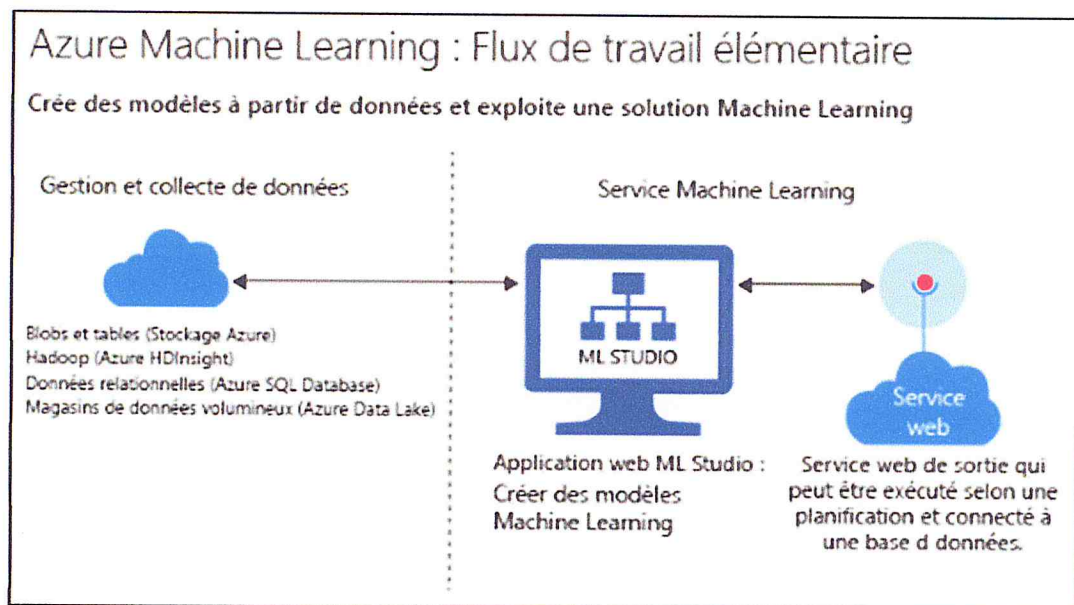 Azure Machine Learning : Flux de travail élémentaire
Crée des modèles à partir de données et exploite une solution Machine Learning
Gestion et collecte de données
Blobs et tables (Stockage Azure)
Hadoop (Azure HDInsight)
Données relationnelles (Azure SQL Database)
Magasins de données volumineux (Azure Data Lake)
Service Machine Learning
ML STUDIO
Application web ML Studio :
Créer des modèles
Machine Learning
Service
web
Service web de sortie qui
peut être exécuté selon une
planification et connecté à
une base d données.